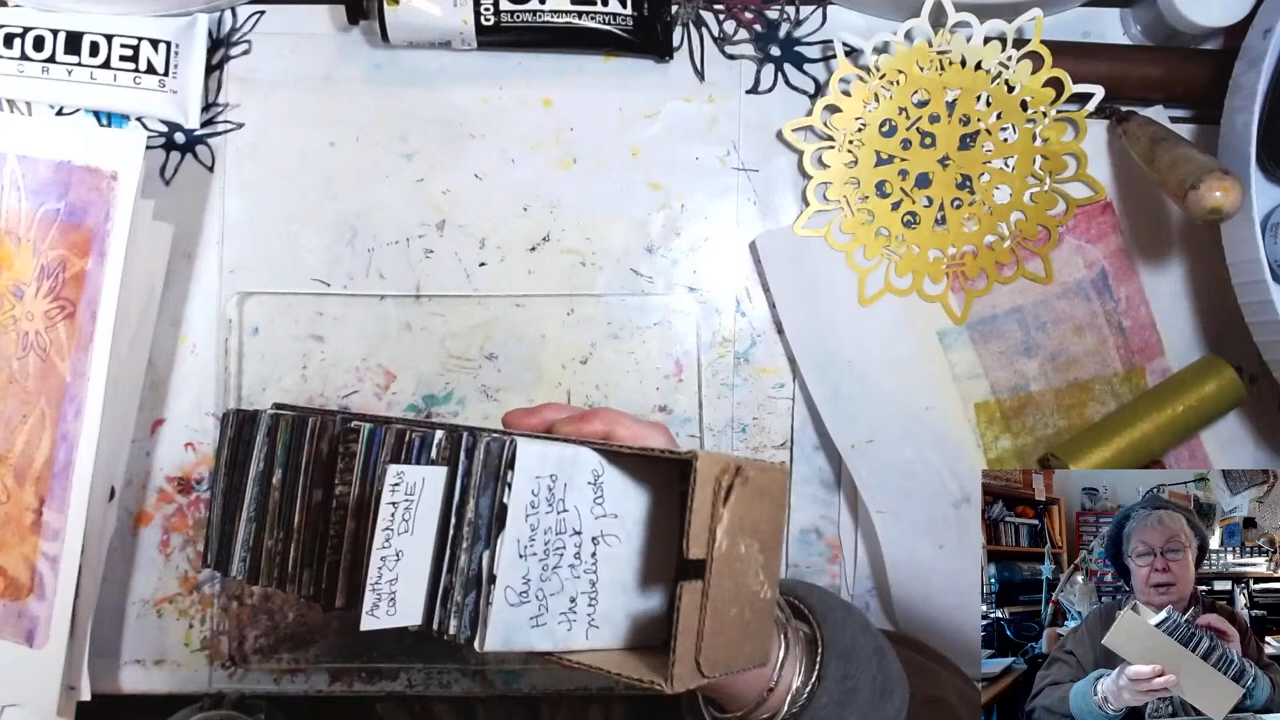 GOLDEN
ACRYLICS
GOLD
OPEN
SLOW-DRYING ACRYLICS
Anything behind this
card is DONE
Pan FineTec;
H2O colors used
UNDER
the black
modeling paste